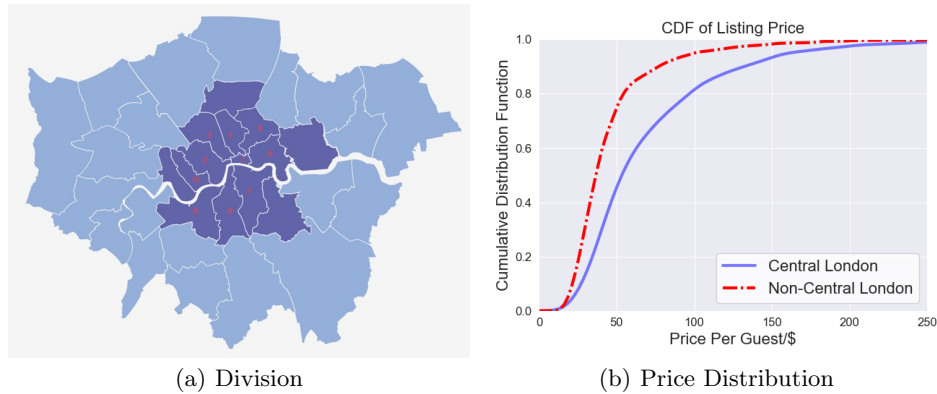 CDF of Listing Price
Cumulative Distribution Function
1.0
0.8
0.6
0.4
0.2
0.0
0 50 100 150 200 250
Price Per Guest/$
Central London
Non-Central London
(a) Division
(b) Price Distribution